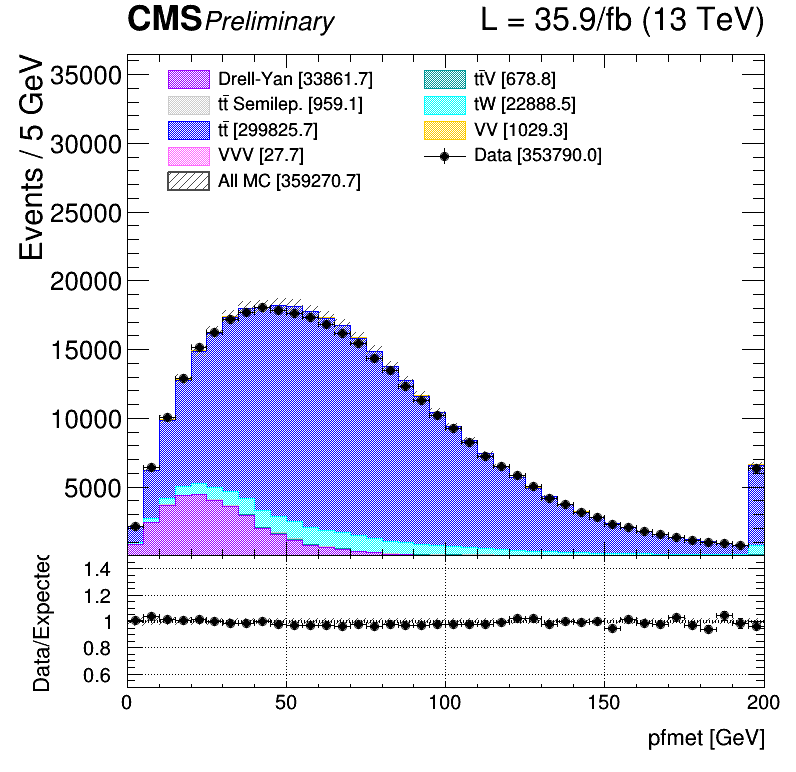 CMS Preliminary L = 35.9/fb (13 TeV)
Events / 5 GeV
35000
30000
25000
20000
15000
10000
5000
Drell-Yan [33861.7]
tt̄ Semilep. [959.1]
tt̄ [299825.7]
VVV [27.7]
All MC [359270.7]
tt̄V [678.8]
tW [22888.5]
VV [1029.3]
Data [353790.0]
Data/Expected
1.4
1.2
1
0.8
0.6
0 50 100 150 200
pfmet [GeV]